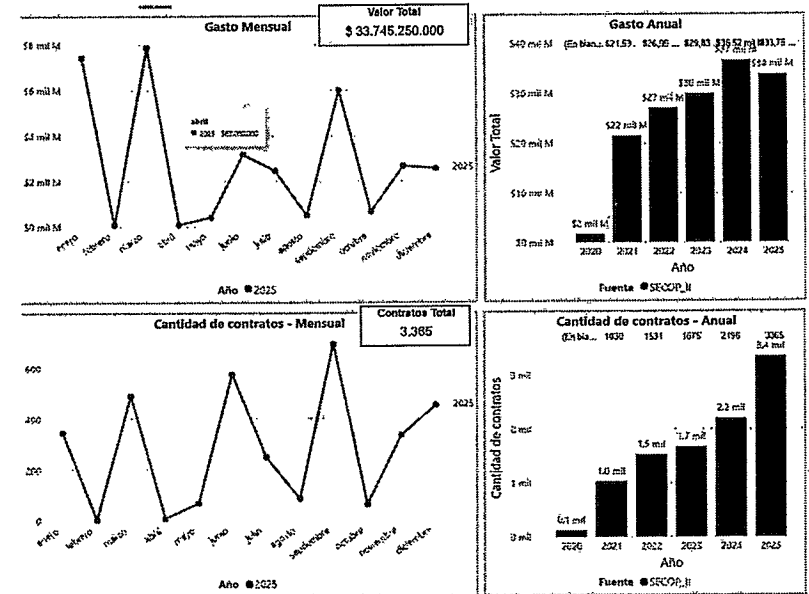 Gasto Mensual
Valor Total
$ 33.745.250.000
$8 mil M
$6 mil M
$2 mil M
$0 mil M
abril
2025
enero
febrero
marzo
abril
mayo
junio
julio
agosto
septiembre
octubre
noviembre
diciembre
2025
Año 2025
Gasto Anual
Valor Total
$40 mil M
$30 mil M
$20 mil M
$10 mil M
$0 mil M
$2 mil M
$22 mil M
$27 mil M
$30 mil M
$34 mil M
2020 2021 2022 2023 2024 2025
Año
Fuente SECOP_II
Cantidad de contratos - Mensual
Contratos Total
3.365
600
400
200
0
enero
febrero
marzo
abril
mayo
junio
julio
agosto
septiembre
octubre
noviembre
diciembre
2025
Año 2025
Cantidad de contratos - Anual
1531 1675 2196 3365
Cantidad de contratos
3 mil
2 mil
1 mil
0 mil
0,1 mil
1,0 mil
1,5 mil
1,7 mil
2,2 mil
3,4 mil
2020 2021 2022 2023 2024 2025
Año
Fuente SECOP_II